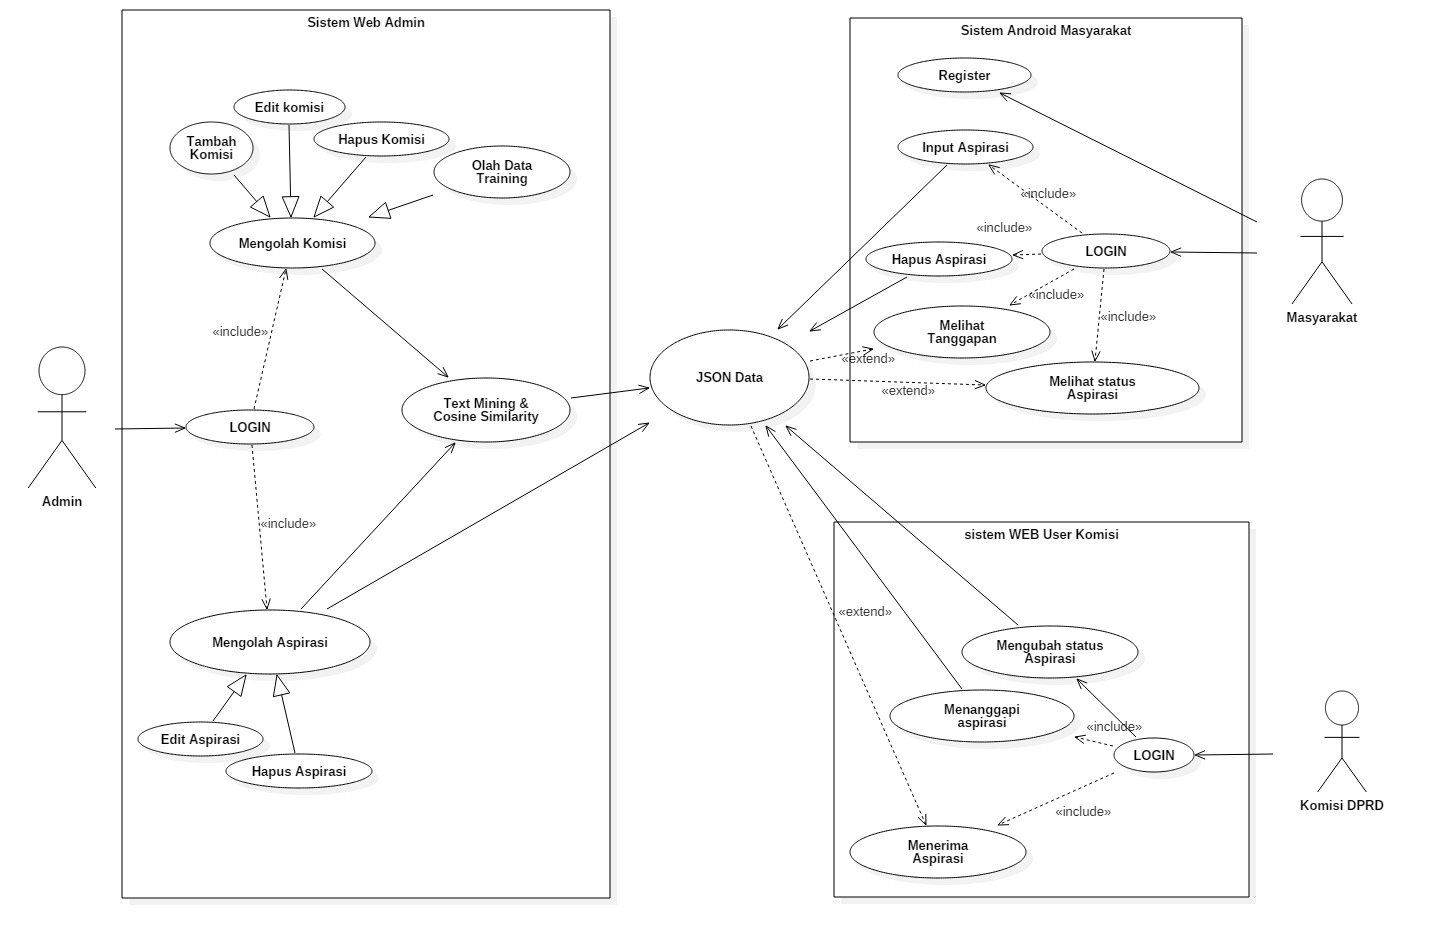 Sistem Web Admin
Edit komisi
Tambah
Komisi
Hapus Komisi
Olah Data
Training
Mengolah Komisi
«include»
Text Mining &
Cosine Similarity
LOGIN
Admin
«include»
Mengolah Aspirasi
Edit Aspirasi
Hapus Aspirasi
JSON Data
Sistem Android Masyarakat
Register
Input Aspirasi
«include»
«include»
LOGIN
Hapus Aspirasi
«include»
«include»
Melihat
Tanggapan
«extend»
Melihat status
Aspirasi
«extend»
Masyarakat
sistem WEB User Komisi
«extend»
Mengubah status
Aspirasi
Menanggapi
aspirasi
«include»
LOGIN
«include»
Menerima
Aspirasi
Komisi DPRD